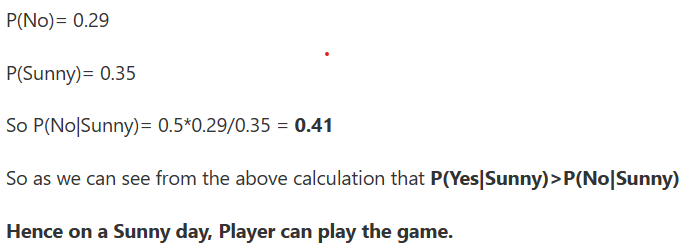 P(No)= 0.29
P(Sunny)= 0.35
So P(No|Sunny)= 0.5*0.29/0.35 = 0.41
So as we can see from the above calculation that P(Yes|Sunny)>P(No|Sunny)
Hence on a Sunny day, Player can play the game.